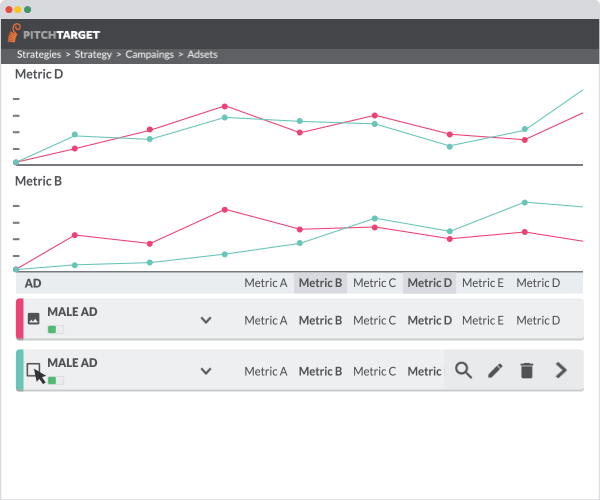 PITCHTARGET
Strategies > Strategy > Campaings > Adsets
Metric D
Metric B
AD Metric A Metric B Metric C Metric D Metric E Metric D
MALE AD
Metric A Metric B Metric C Metric D Metric E Metric D
MALE AD
Metric A Metric B Metric C Metric